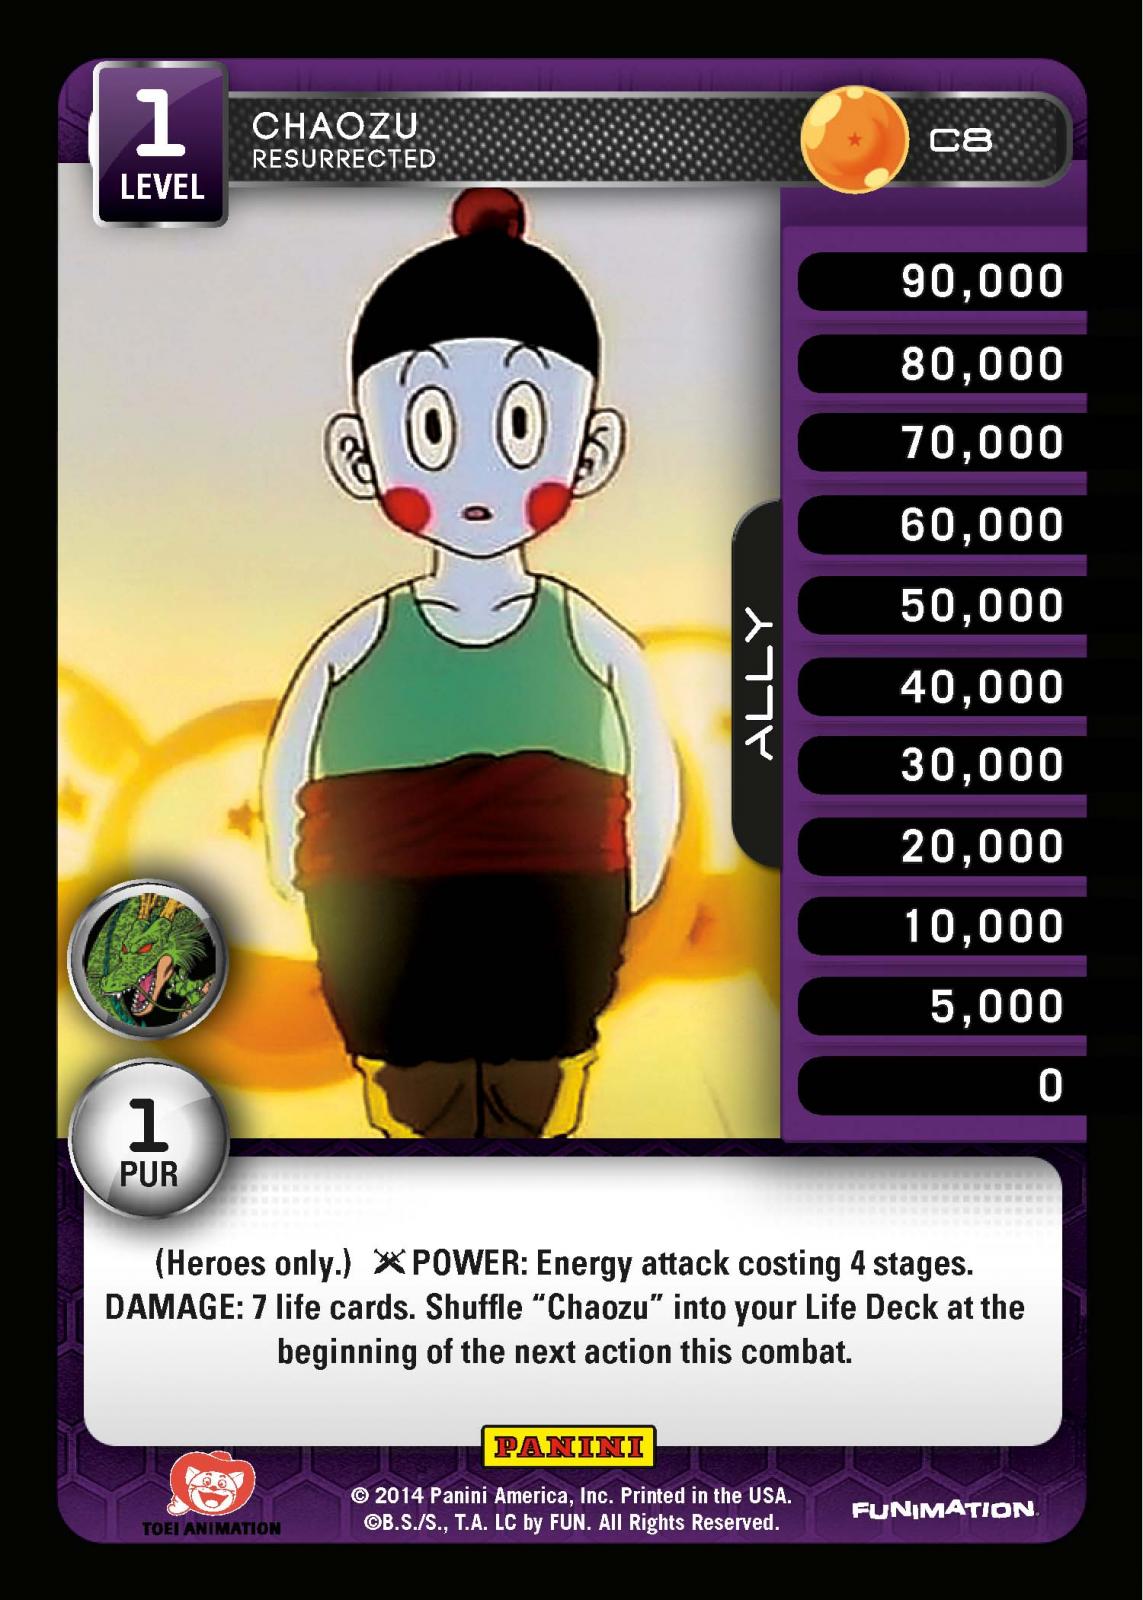 1
LEVEL
CHAOZU
RESURRECTED
C8
90,000
80,000
70,000
60,000
50,000
40,000
30,000
20,000
10,000
5,000
0
ALLY
1
PUR
(Heroes only.) POWER: Energy attack costing 4 stages.
DAMAGE: 7 life cards. Shuffle “Chaozu” into your Life Deck at the
beginning of the next action this combat.
PANINI
TOEI ANIMATION
© 2014 Panini America, Inc. Printed in the USA.
©B.S./S., T.A. LC by FUN. All Rights Reserved.
FUNIMATION